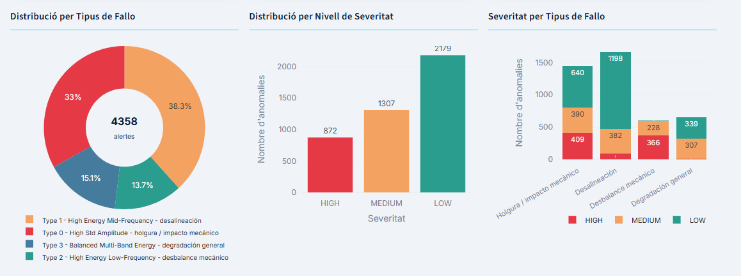 Distribució per Tipus de Fallo
38.3%
33%
15.1%
13.7%
4358
alertes
Type 1 - High Energy Mid-Frequency - desalineación
Type 0 - High Std Amplitude - holgura / impacto mecánico
Type 3 - Balanced Multi-Band Energy - degradación general
Type 2 - High Energy Low-Frequency - desbalance mecánico
Distribució per Nivell de Severitat
Nombre d'anomalies
2000
1500
1000
500
0
872
1307
2179
HIGH
MEDIUM
LOW
Severitat
Severitat per Tipus de Fallo
Nombre d'anomalies
1500
1000
500
0
640
390
409
1198
382
228
366
339
307
Holgura / impacto mecánico
Desalineación
Desbalance mecánico
Degradación general
HIGH
MEDIUM
LOW